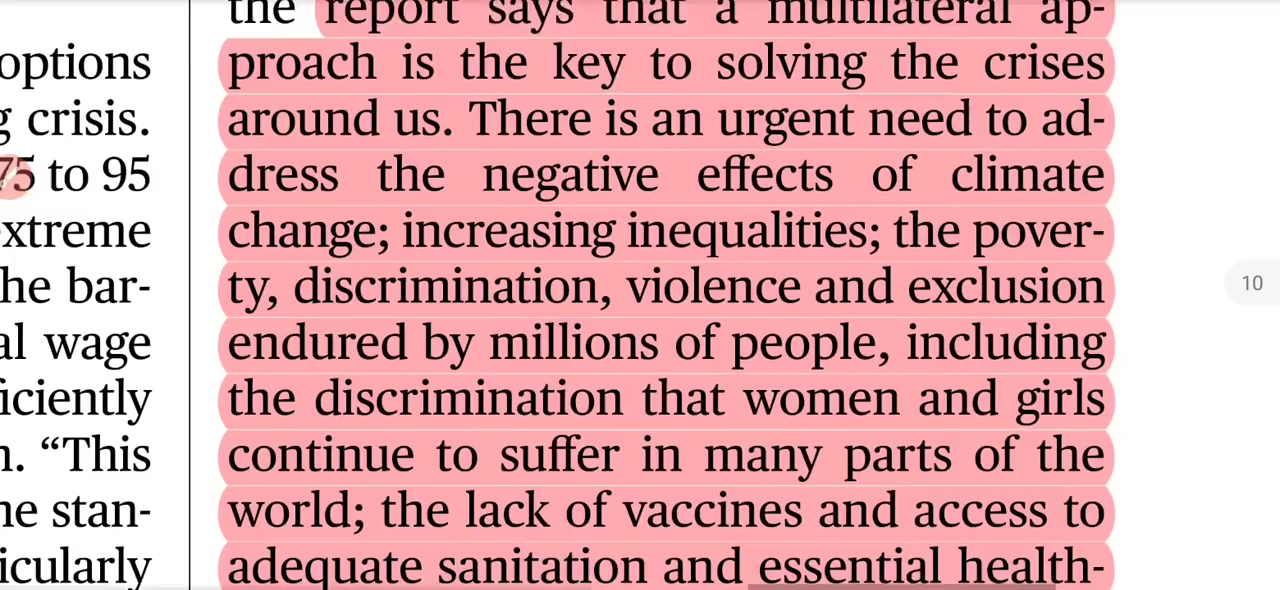 options
g crisis.
75 to 95
extreme
he bar-
al wage
ficiently
n. “This
ne stan-
ticularly
the report says that a multilateral ap-
proach is the key to solving the crises
around us. There is an urgent need to ad-
dress the negative effects of climate
change; increasing inequalities; the pover-
ty, discrimination, violence and exclusion
endured by millions of people, including
the discrimination that women and girls
continue to suffer in many parts of the
world; the lack of vaccines and access to
adequate sanitation and essential health-
10